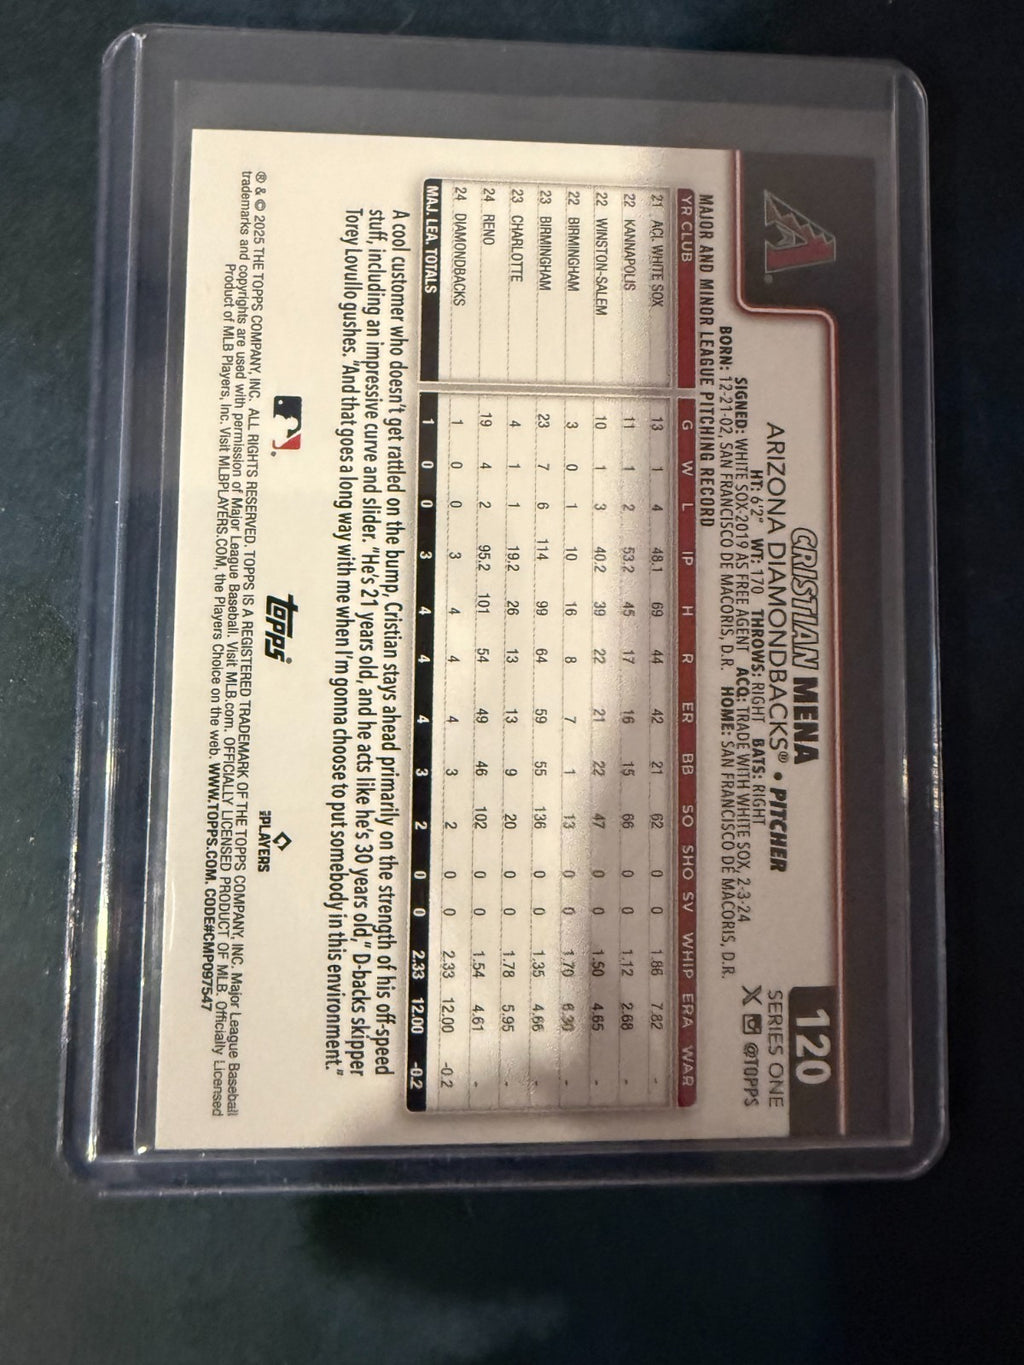 120
SERIES ONE
@TOPPS
CRISTIAN MENA
ARIZONA DIAMONDBACKS® • PITCHER
HT: 6'2" WT: 170 THROWS: RIGHT BATS: RIGHT
SIGNED: WHITE SOX-2019 AS FREE AGENT ACQ: TRADE WITH WHITE SOX, 2-3-24
BORN: 12-21-02, SAN FRANCISCO DE MACORIS, D.R. HOME: SAN FRANCISCO DE MACORIS, D.R.
MAJOR AND MINOR LEAGUE PITCHING RECORD
YR CLUB G W L IP H R ER BB SO SHO SV WHIP ERA WAR
21 ACL WHITE SOX 13 1 4 48.1 69 44 42 21 62 0 0 1.86 7.82 -
22 KANNAPOLIS 11 1 2 53.2 45 17 16 15 66 0 0 1.12 2.68 -
22 WINSTON-SALEM 10 1 3 40.2 39 22 21 22 47 0 0 1.50 4.65 -
22 BIRMINGHAM 3 0 1 10 16 8 7 1 13 0 0 1.70 6.30 -
23 BIRMINGHAM 23 7 6 114 99 64 59 55 136 0 0 1.35 4.66 -
23 CHARLOTTE 4 1 1 19.2 26 13 13 9 20 0 0 1.78 5.95 -
24 RENO 19 4 2 95.2 101 54 49 46 102 0 0 1.54 4.61 -
24 DIAMONDBACKS 1 0 0 3 4 4 4 3 2 0 0 2.33 12.00 -0.2
MAJ. LEA. TOTALS 1 0 0 3 4 4 4 3 2 0 0 2.33 12.00 -0.2
A cool customer who doesn't get rattled on the bump, Cristian stays ahead primarily on the strength of his off-speed
stuff, including an impressive curve and slider. "He's 21 years old, and he acts like he's 30 years old," D-backs skipper
Torey Lovullo gushes. "And that goes a long way with me when I'm gonna choose to put somebody in this environment."
topps
PLAYERS
® & © 2025 THE TOPPS COMPANY, INC. ALL RIGHTS RESERVED. TOPPS IS A REGISTERED TRADEMARK OF THE TOPPS COMPANY, INC. Major League Baseball
trademarks and copyrights are used with permission of Major League Baseball. Visit MLB.com. OFFICIALLY LICENSED PRODUCT OF MLB. Officially Licensed
Product of MLB Players, Inc. Visit MLBPLAYERS.COM, the Players Choice on the web. WWW.TOPPS.COM. CODE#CMP097547